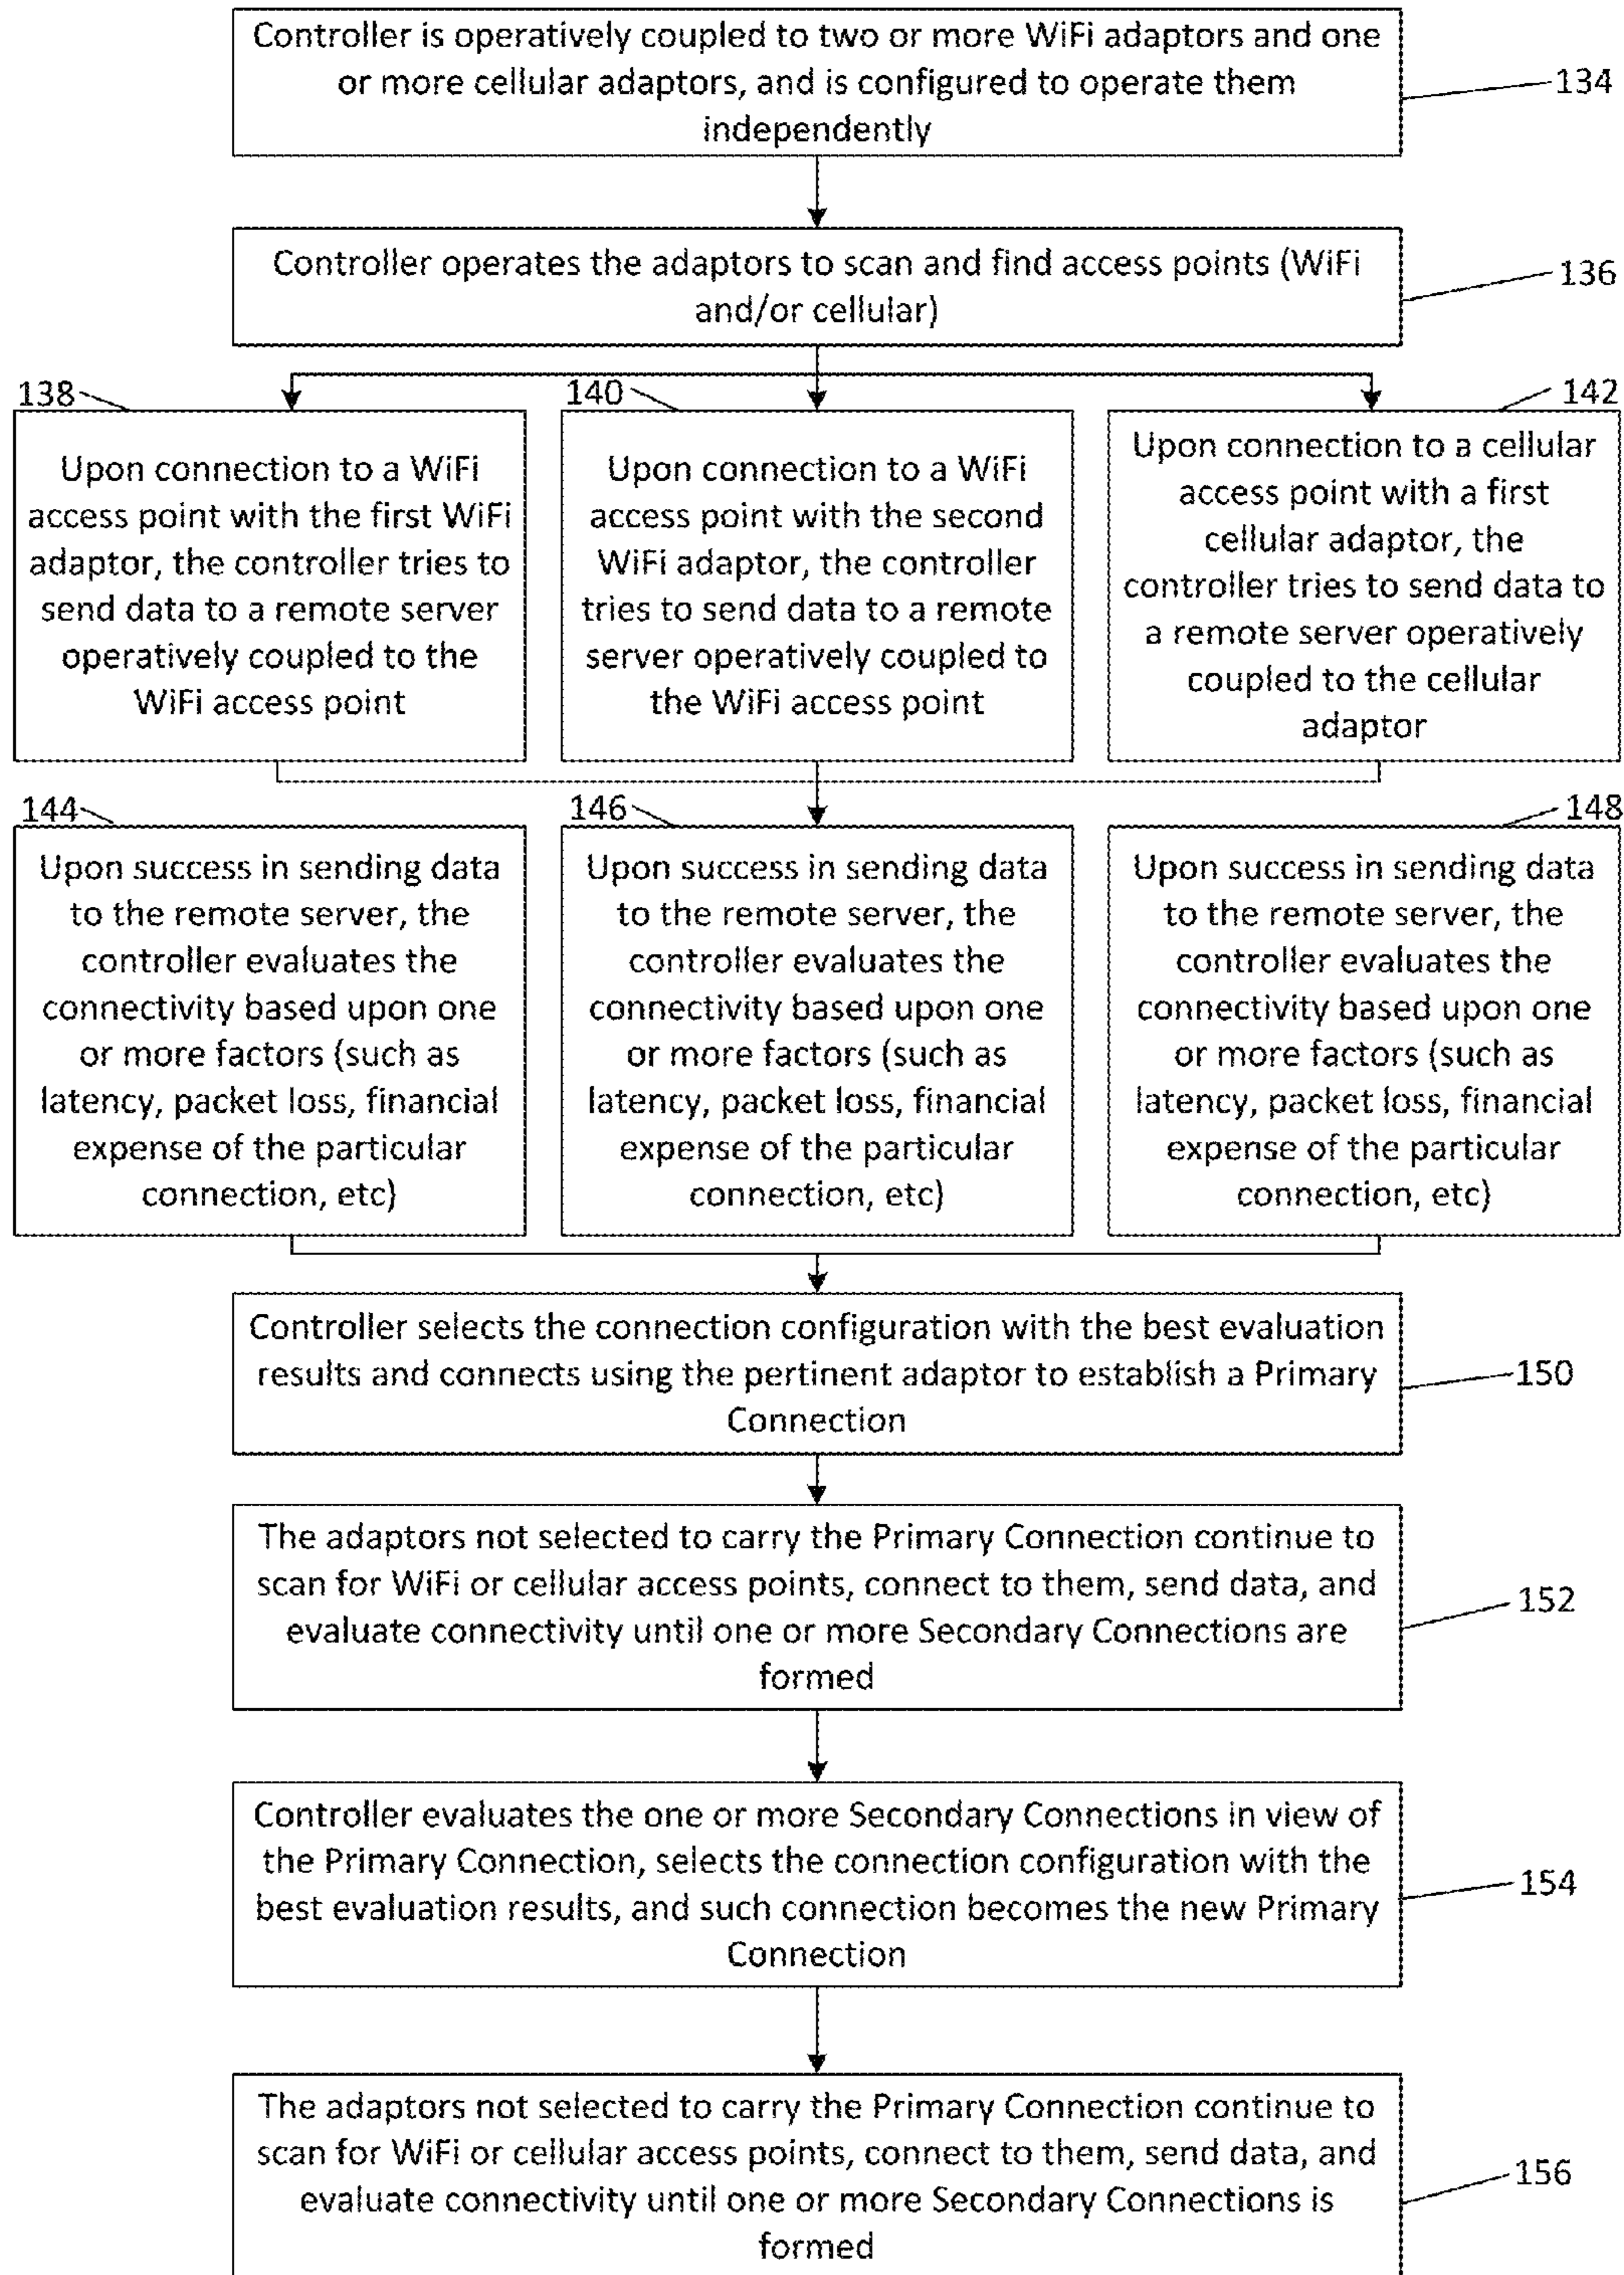 Controller is operatively coupled to two or more WiFi adaptors and one
or more cellular adaptors, and is configured to operate them
independently
134
Controller operates the adaptors to scan and find access points (WiFi
and/or cellular)
136
138
Upon connection to a WiFi
access point with the first WiFi
adaptor, the controller tries to
send data to a remote server
operatively coupled to the
WiFi access point
140
Upon connection to a WiFi
access point with the second
WiFi adaptor, the controller
tries to send data to a remote
server operatively coupled to
the WiFi access point
142
Upon connection to a cellular
access point with a first
cellular adaptor, the
controller tries to send data to
a remote server operatively
coupled to the cellular
adaptor
144
Upon success in sending data
to the remote server, the
controller evaluates the
connectivity based upon one
or more factors (such as
latency, packet loss, financial
expense of the particular
connection, etc)
146
Upon success in sending data
to the remote server, the
controller evaluates the
connectivity based upon one
or more factors (such as
latency, packet loss, financial
expense of the particular
connection, etc)
148
Upon success in sending data
to the remote server, the
controller evaluates the
connectivity based upon one
or more factors (such as
latency, packet loss, financial
expense of the particular
connection, etc)
Controller selects the connection configuration with the best evaluation
results and connects using the pertinent adaptor to establish a Primary
Connection
150
The adaptors not selected to carry the Primary Connection continue to
scan for WiFi or cellular access points, connect to them, send data, and
evaluate connectivity until one or more Secondary Connections are
formed
152
Controller evaluates the one or more Secondary Connections in view of
the Primary Connection, selects the connection configuration with the
best evaluation results, and such connection becomes the new Primary
Connection
154
The adaptors not selected to carry the Primary Connection continue to
scan for WiFi or cellular access points, connect to them, send data, and
evaluate connectivity until one or more Secondary Connections is
formed
156